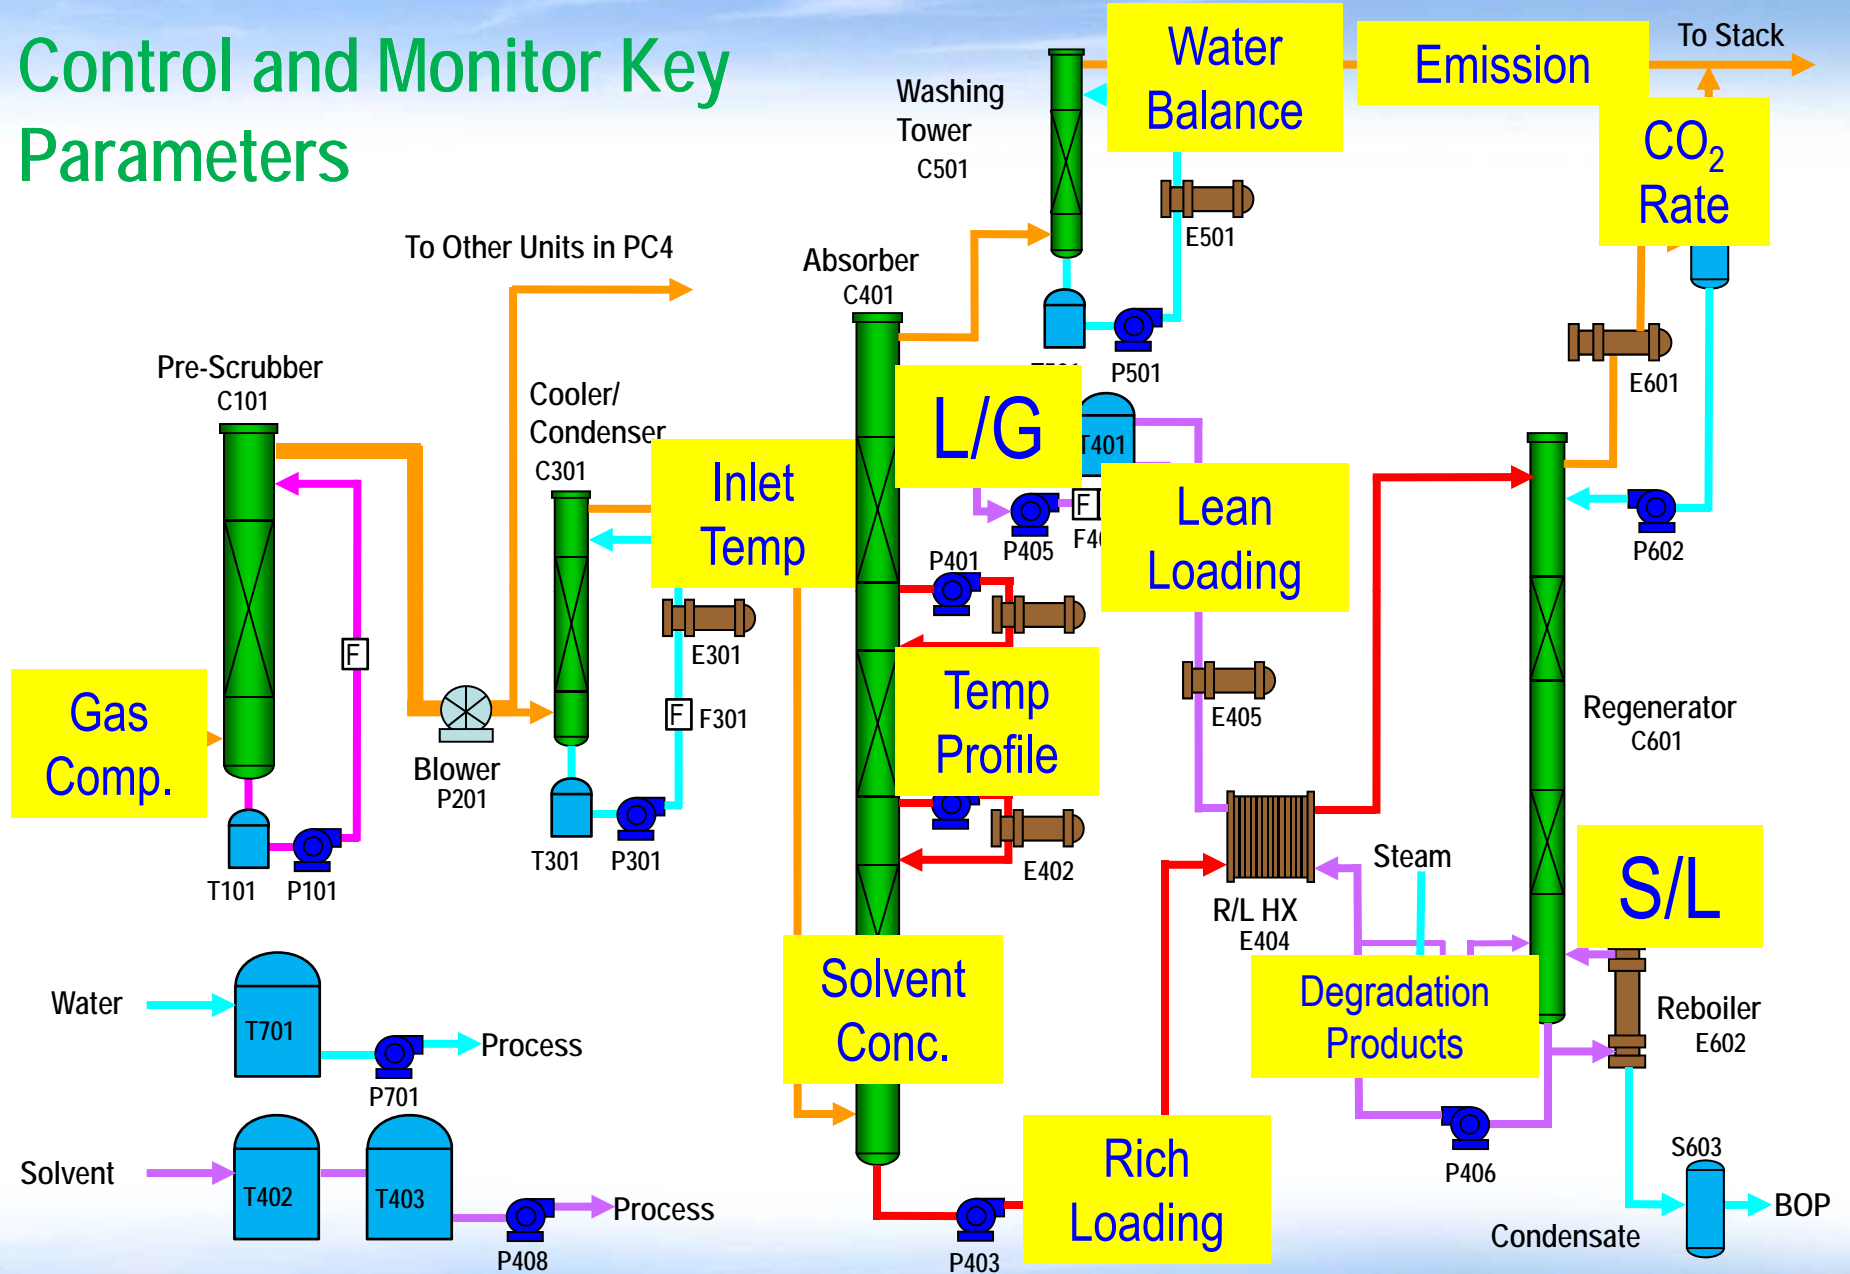 Control and Monitor Key
Parameters
Water
Balance
Emission
To Stack
CO₂
Rate
Washing
Tower
C501
E501
To Other Units in PC4
Absorber
C401
P501
E601
Pre-Scrubber
C101
Cooler/
Condenser
C301
Inlet
Temp
L/G
T401
F
P405
P401
Lean
Loading
P602
F
E301
F
F301
Gas
Comp.
Blower
P201
Temp
Profile
E405
Regenerator
C601
T101
P101
T301
P301
E402
R/L HX
E404
Steam
S/L
Solvent
Conc.
Degradation
Products
Reboiler
E602
Water
T701
Process
P701
Solvent
T402
T403
Process
P408
P403
Rich
Loading
P406
S603
BOP
Condensate